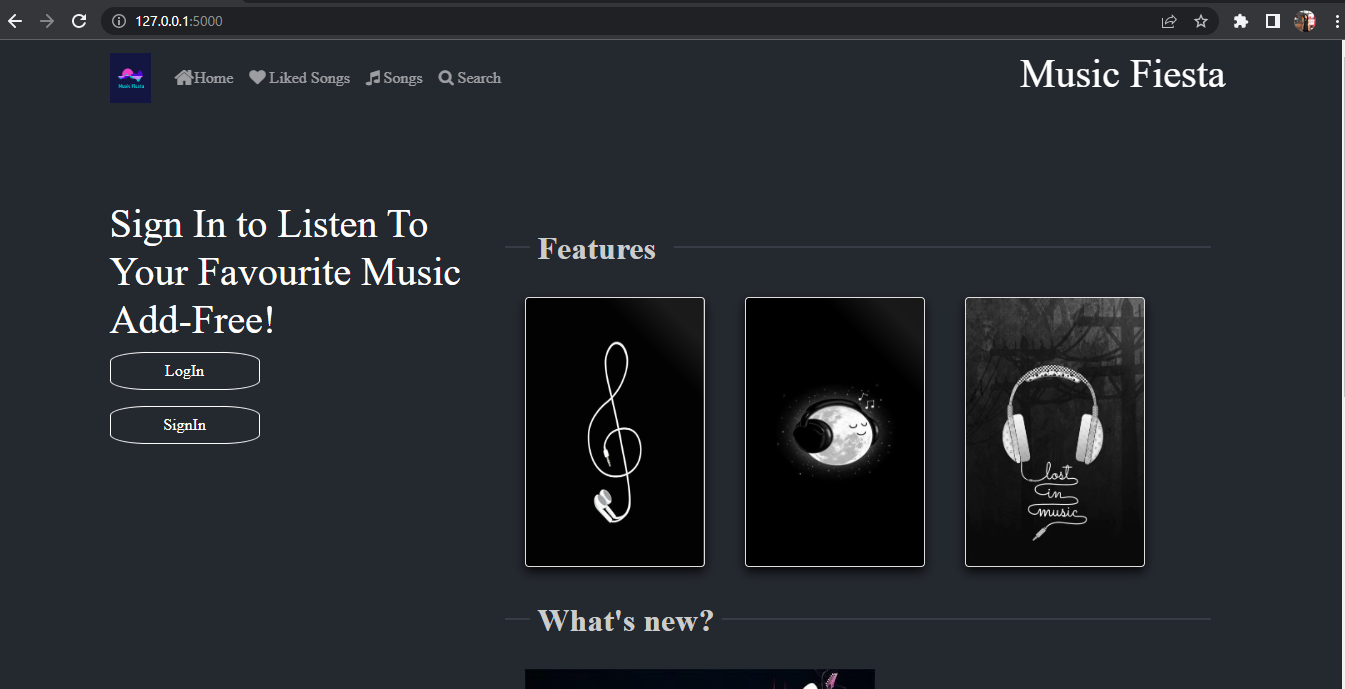 127.0.0.1:5000
Music Fiesta
Home Liked Songs Songs Search
Music Fiesta
Sign In to Listen To
Your Favourite Music
Add-Free!
LogIn
SignIn
Features
lost
in
music
What's new?